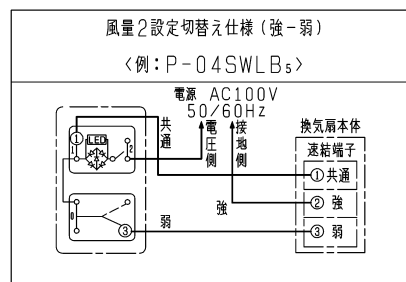 風量2設定切替え仕様(強-弱)
〈例:P-04SWLB5〉
電源 AC100V
50/60Hz
共通
電圧側
接地側
換気扇本体
速結端子
① LED
1 2
①共通
②強
強
0
③
弱
③弱